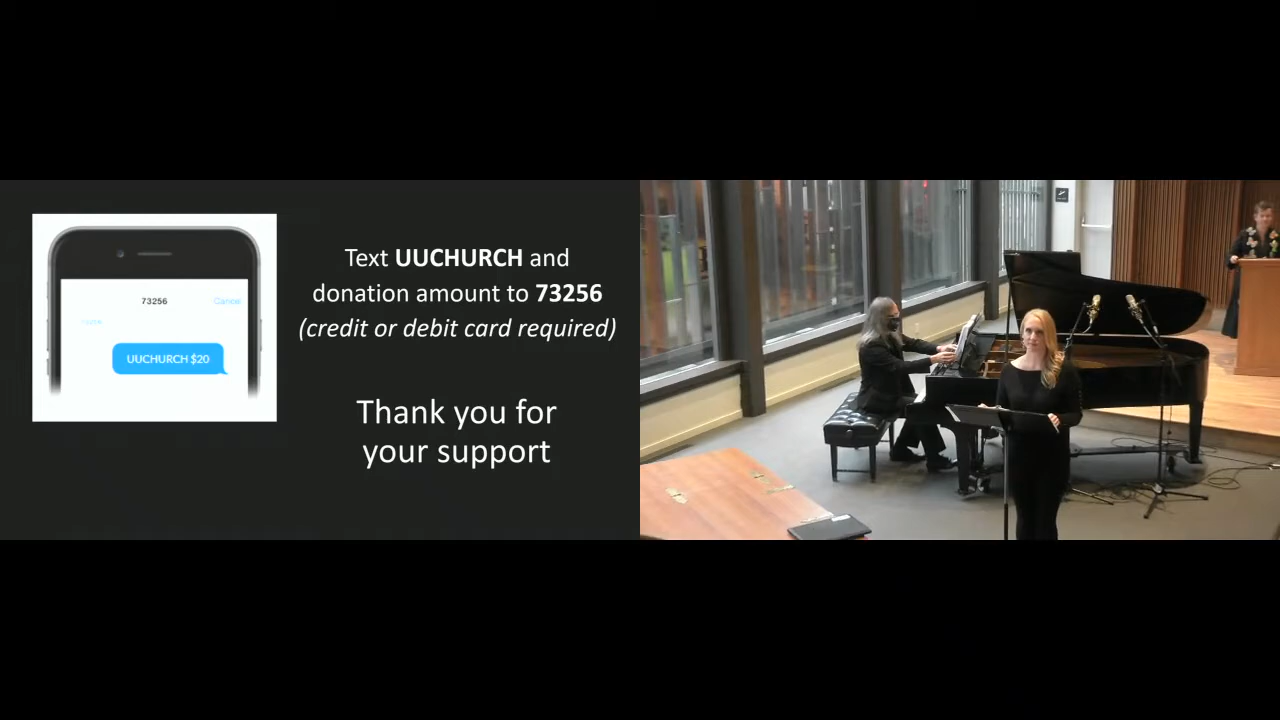 73256
Cancel
UUCHURCH $20
Text UUCHURCH and
donation amount to 73256
(credit or debit card required)
Thank you for
your support